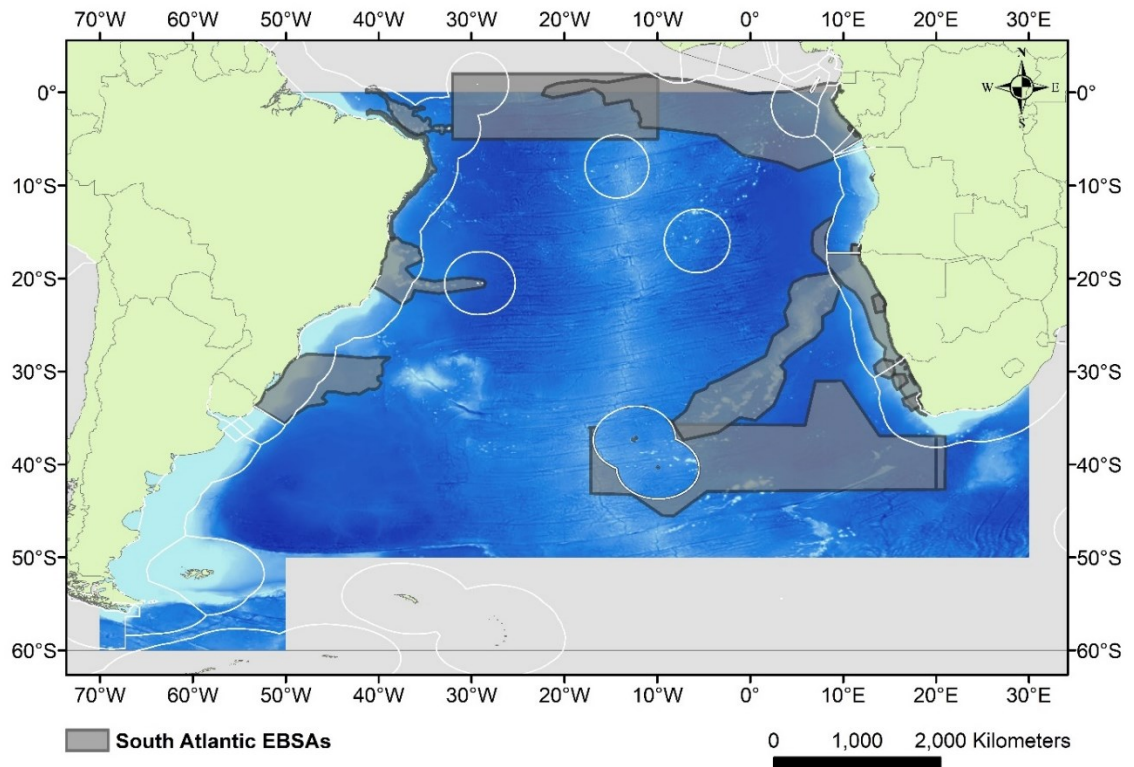 70°W 60°W 50°W 40°W 30°W 20°W 10°W 0° 10°E 20°E 30°E
N
W E
S
0° 0°
10°S 10°S
20°S 20°S
30°S 30°S
40°S 40°S
50°S 50°S
60°S 60°S
70°W 60°W 50°W 40°W 30°W 20°W 10°W 0° 10°E 20°E 30°E
South Atlantic EBSAs
0 1,000 2,000 Kilometers